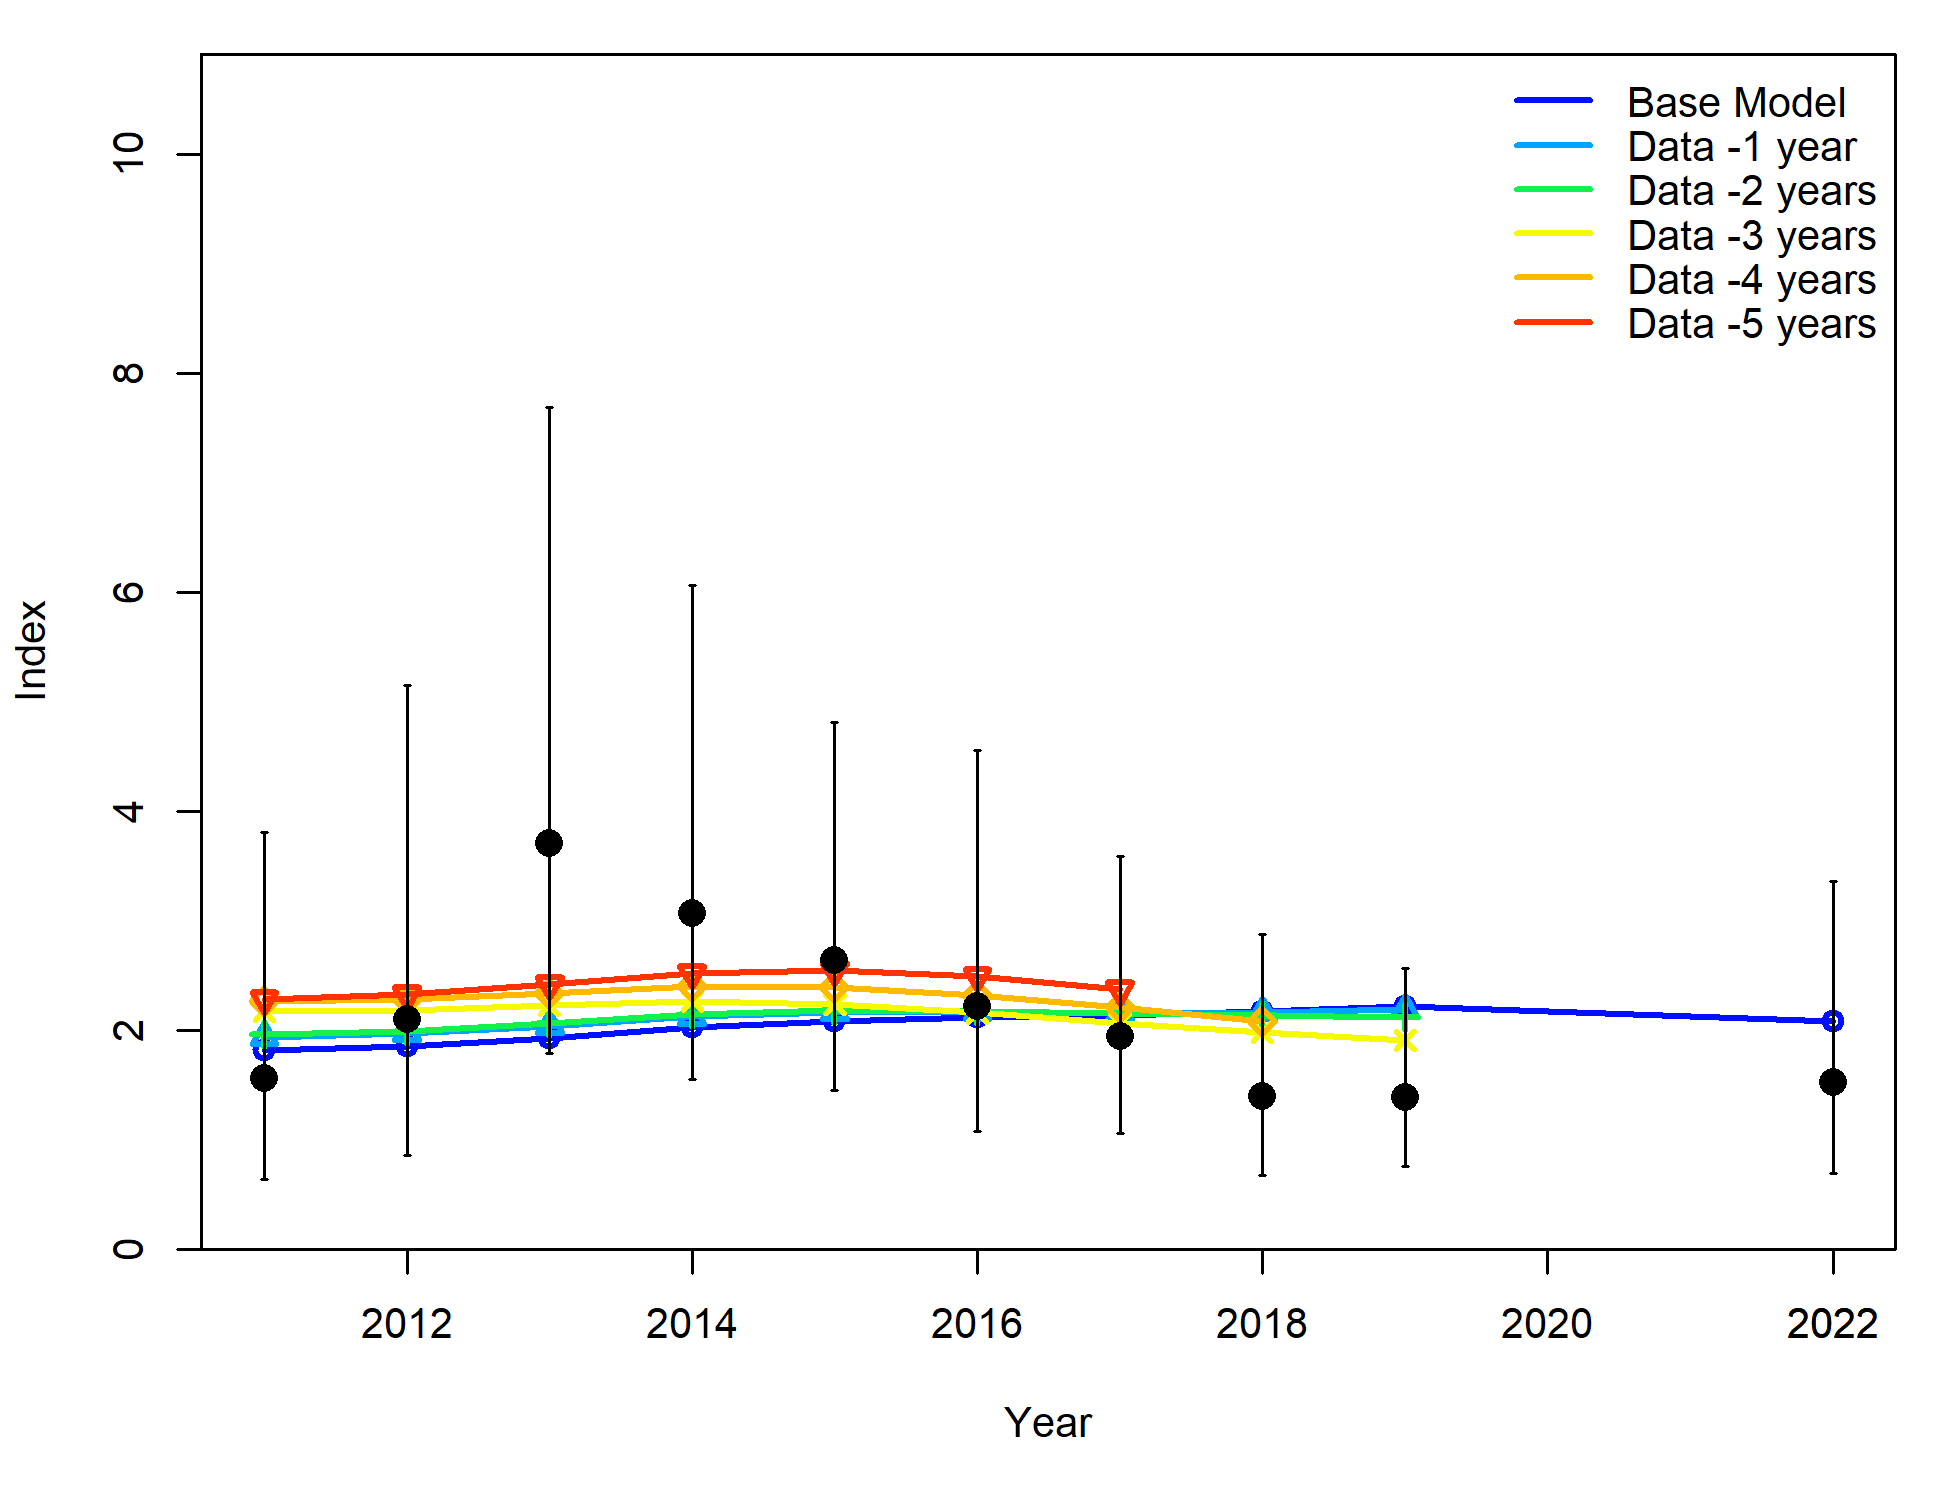 Base Model
Data -1 year
Data -2 years
Data -3 years
Data -4 years
Data -5 years
10
8
6
4
2
0
Index
2012 2014 2016 2018 2020 2022
Year